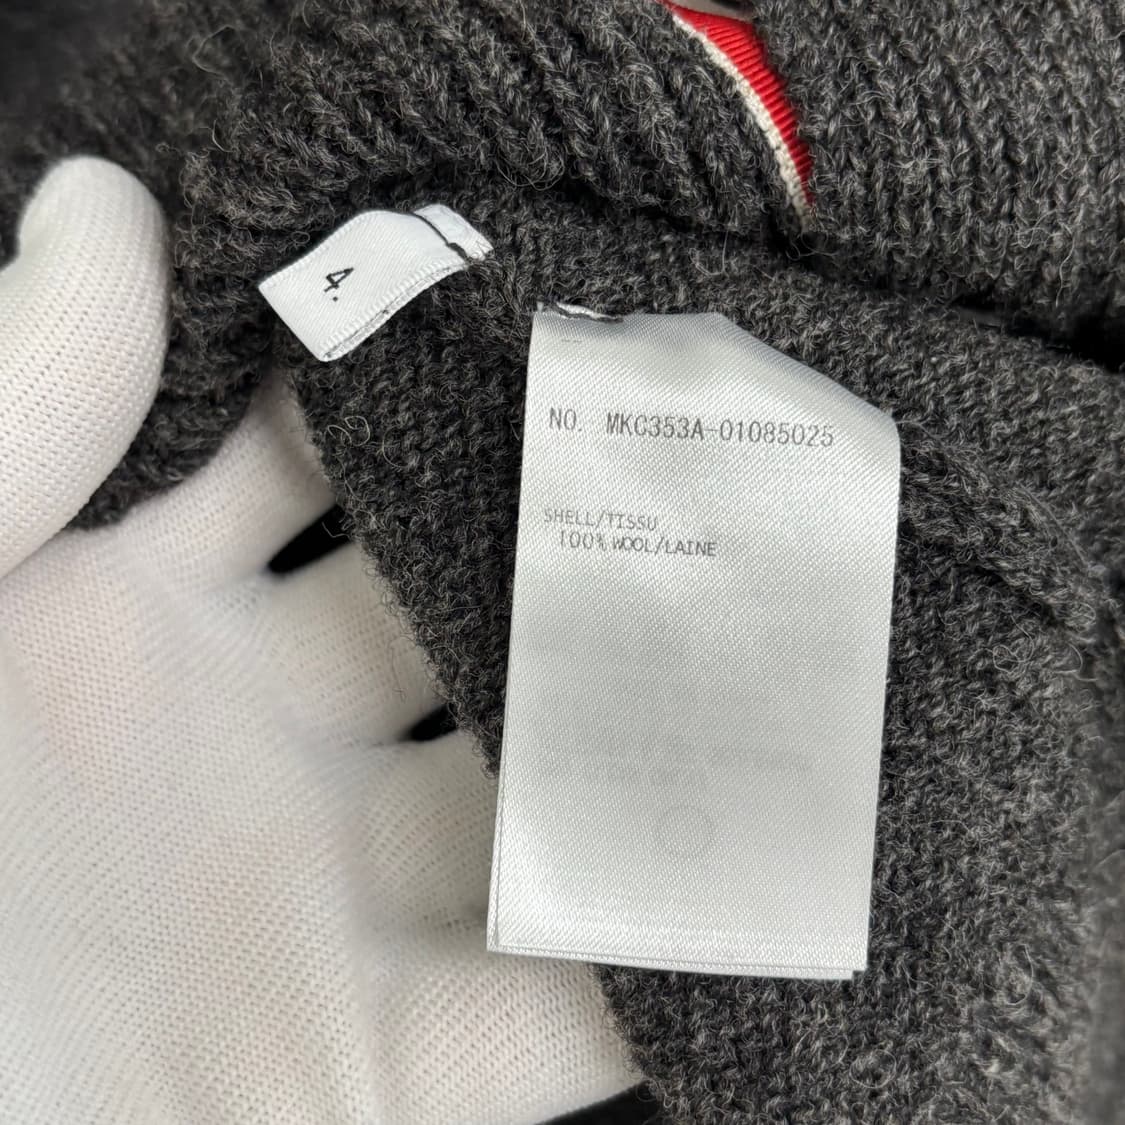 4.
NO. MKC353A-01085025
SHELL/TISSU
100% WOOL/LAINE